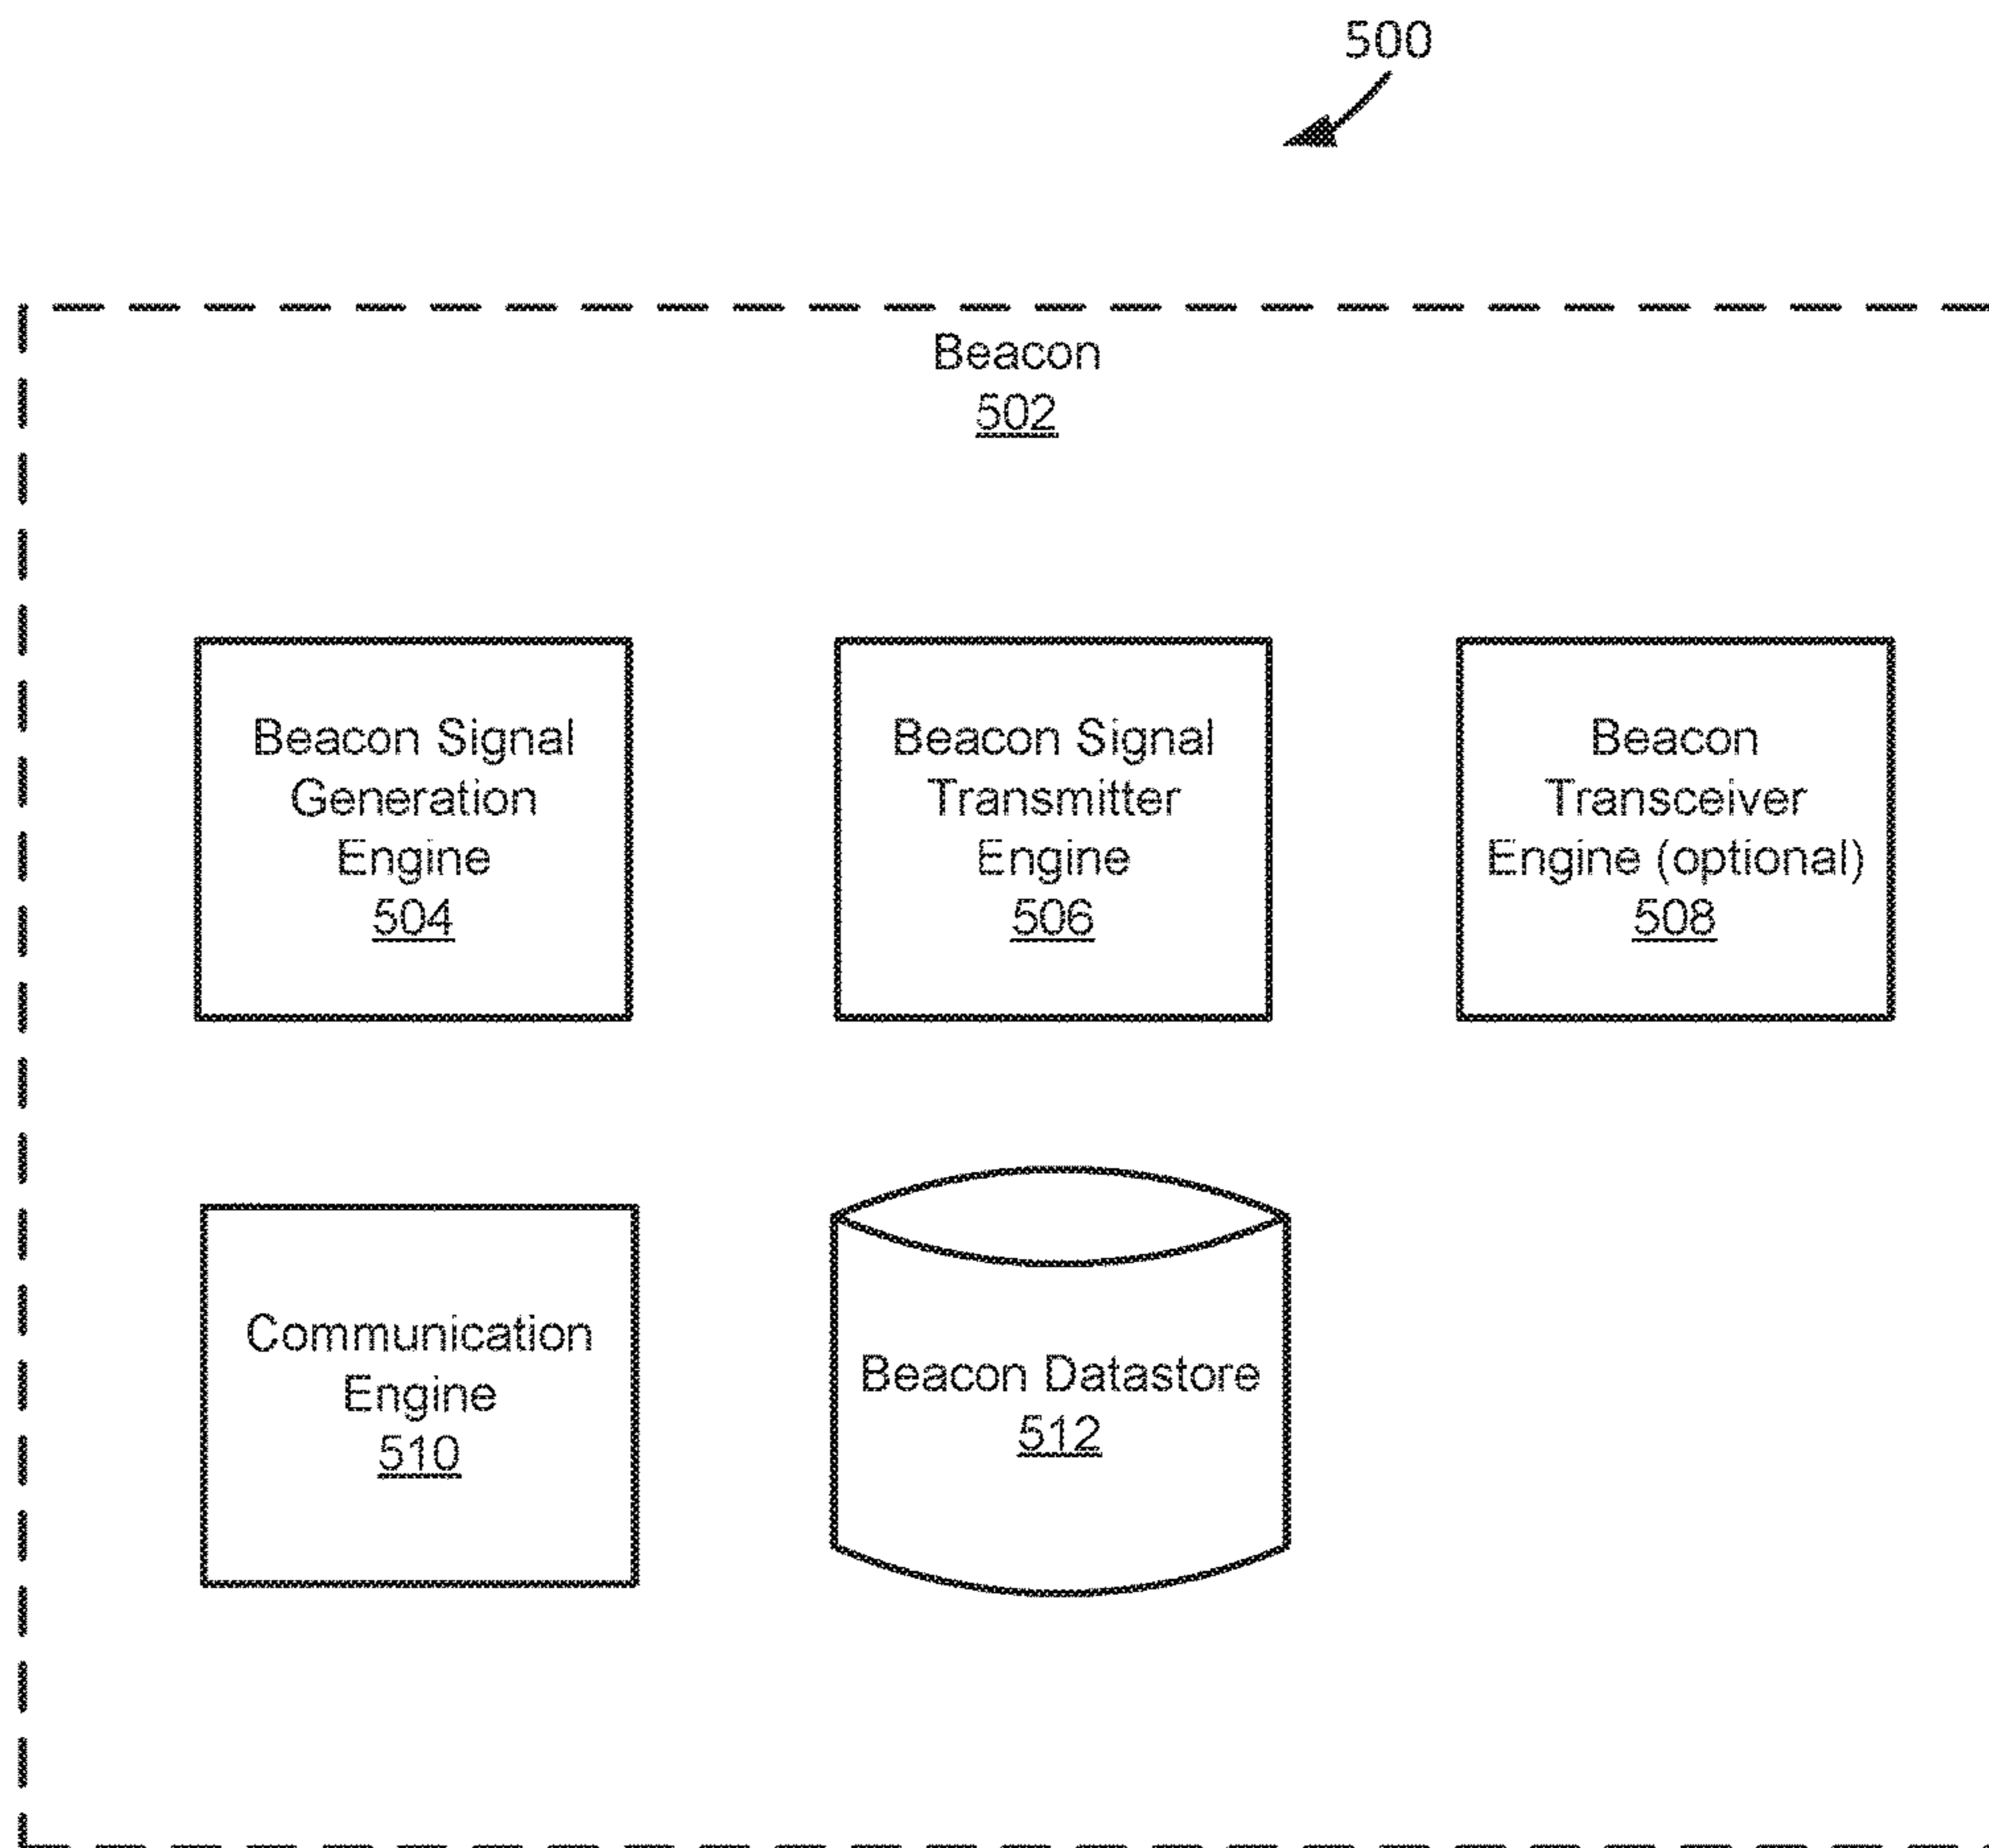 500
Beacon
502
Beacon Signal
Generation
Engine
504
Beacon Signal
Transmitter
Engine
506
Beacon
Transceiver
Engine (optional)
508
Communication
Engine
510
Beacon Datastore
512